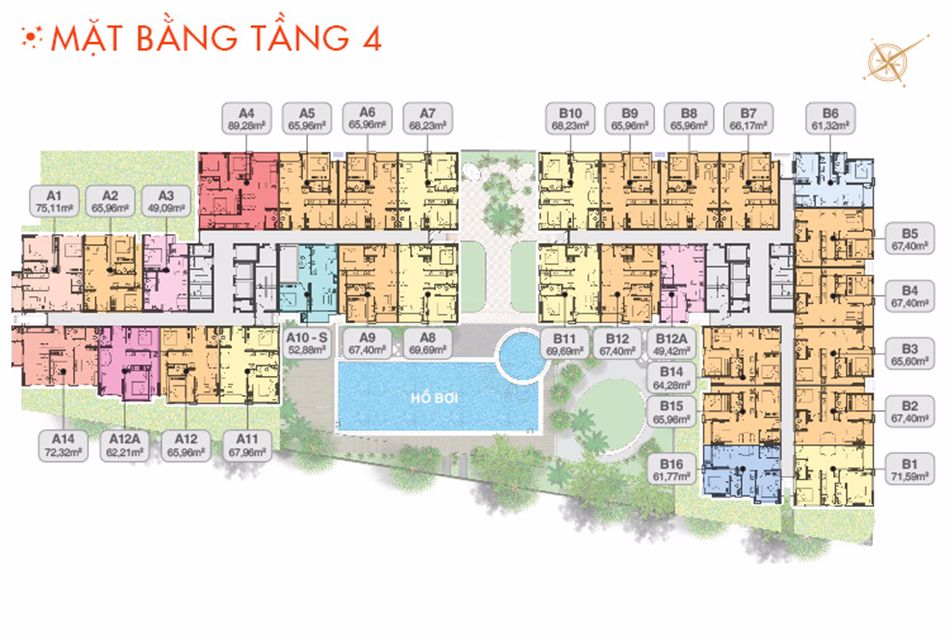 MẶT BẰNG TẦNG 4
A4
89,28m²
A5
65,96m²
A6
65,96m²
A7
68,23m²
B10
68,23m²
B9
65,96m²
B8
65,96m²
B7
66,17m²
B6
61,32m²
A1
75,11m²
A2
65,96m²
A3
49,09m²
B5
67,40m²
B4
67,40m²
A10 - S
52,88m²
A9
67,40m²
A8
69,69m²
B11
69,69m²
B12
67,40m²
B12A
49,42m²
B3
65,60m²
B14
64,28m²
HỒ BƠI
B15
65,96m²
B2
67,40m²
A14
72,32m²
A12A
62,21m²
A12
65,96m²
A11
67,96m²
B16
61,77m²
B1
71,59m²